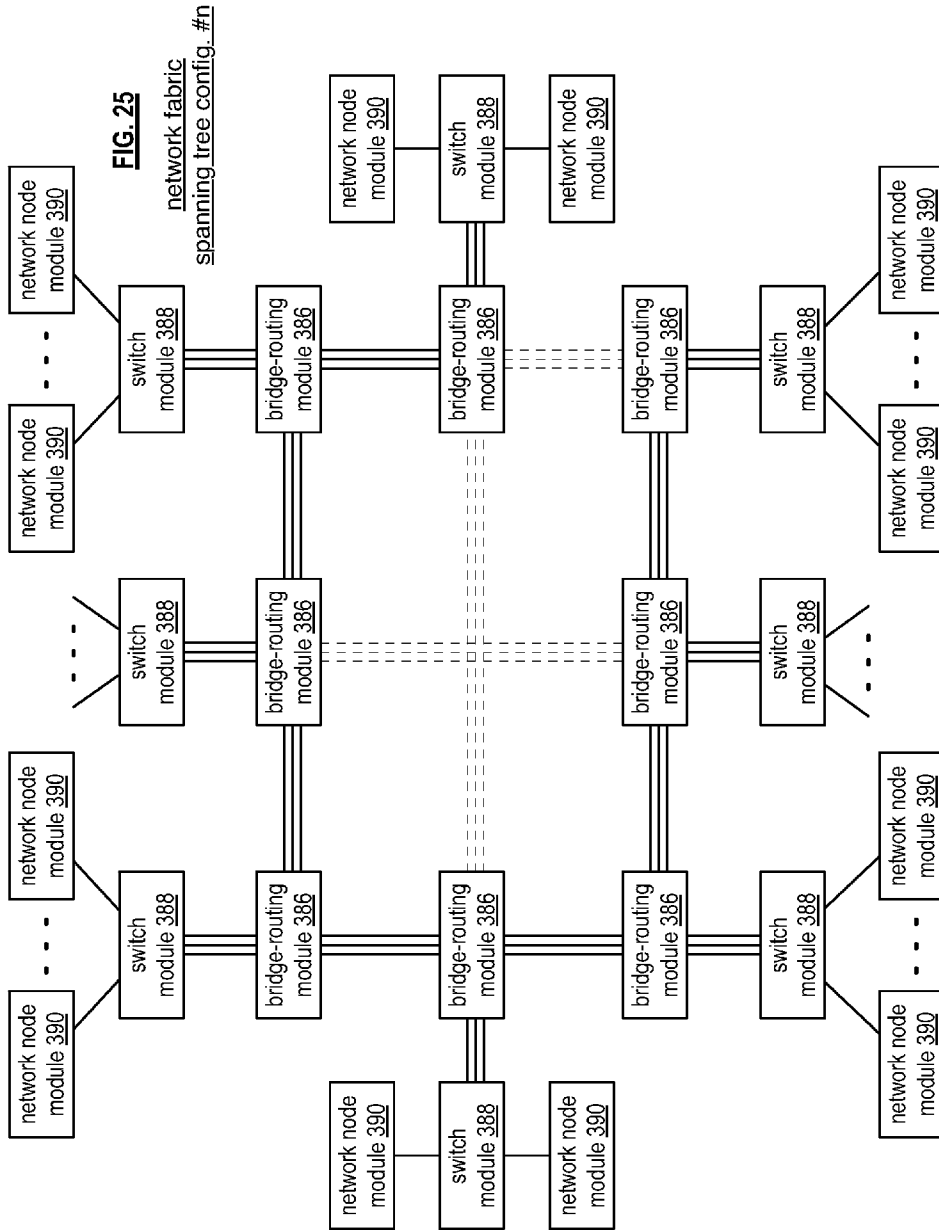 network node
module 390
network node
module 390
network node
module 390
network node
module 390
FIG. 25
network fabric
spanning tree config. #n
switch
module 388
switch
module 388
switch
module 388
bridge-routing
module 386
bridge-routing
module 386
bridge-routing
module 386
network node
module 390
network node
module 390
switch
module 388
bridge-routing
module 386
bridge-routing
module 386
switch
module 388
network node
module 390
network node
module 390
bridge-routing
module 386
bridge-routing
module 386
bridge-routing
module 386
switch
module 388
switch
module 388
switch
module 388
network node
module 390
network node
module 390
network node
module 390
network node
module 390